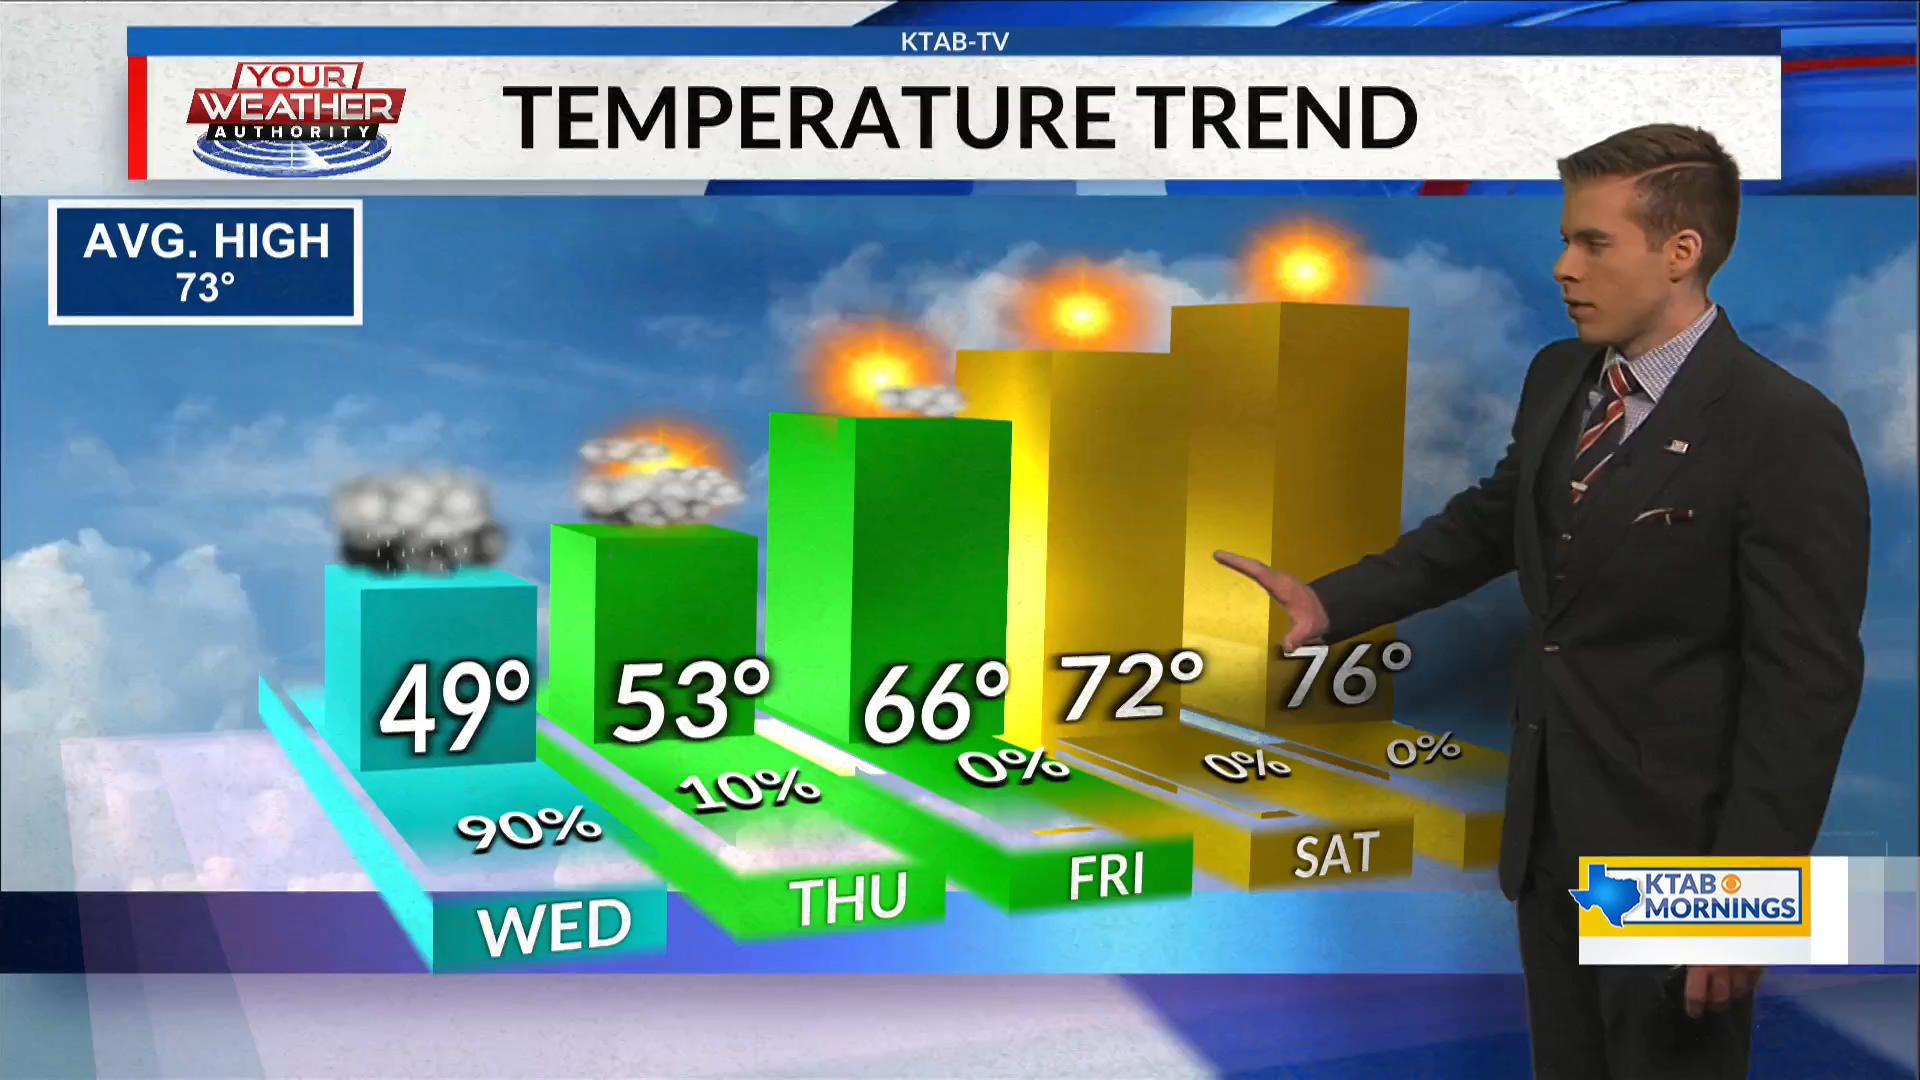 KTAB-TV
YOUR
WEATHER
AUTHORITY
TEMPERATURE TREND
AVG. HIGH
73°
49° 53° 66° 72° 76°
90% 10% 0% 0% 0%
WED THU FRI SAT
KTAB
MORNINGS